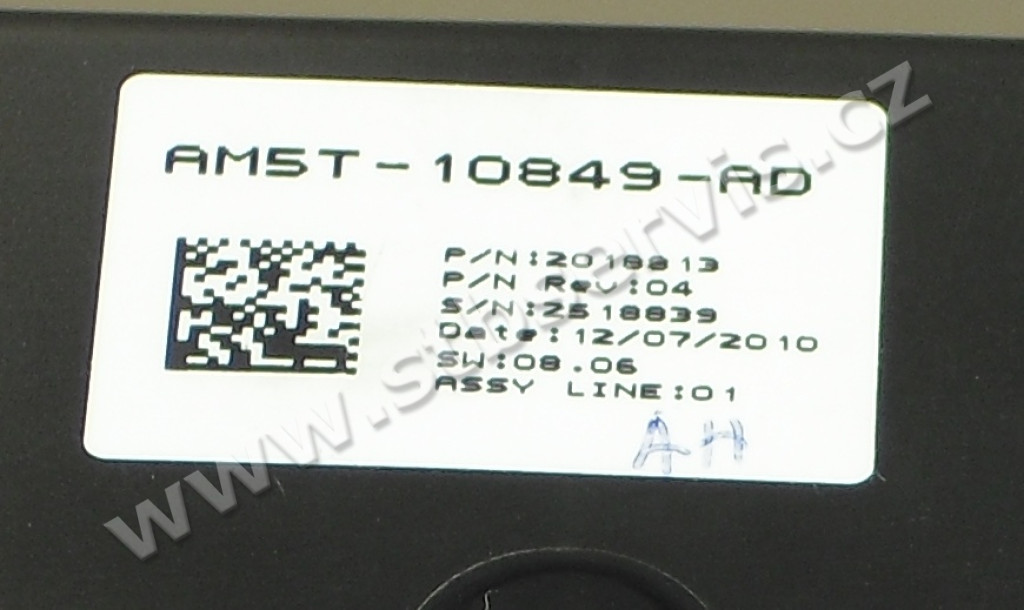 AM5T-10849-AD
P/N:2018813
P/N Rev:04
S/N:2518839
Date:12/07/2010
SW:08.06
ASSY LINE:01
AH
www.stpservis.cz